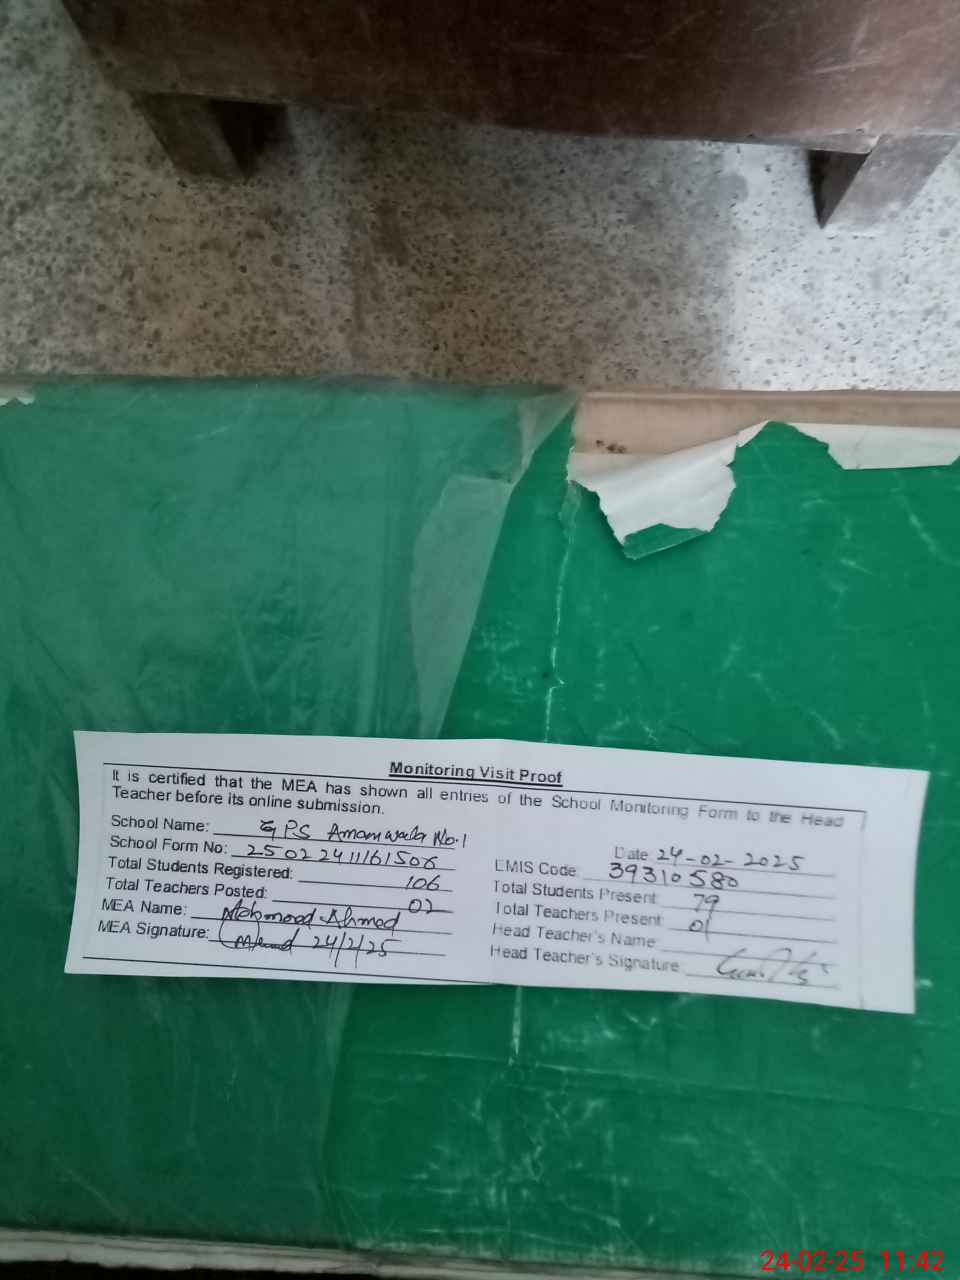 Monitoring Visit Proof
It is certified that the MEA has shown all entries of the School Monitoring Form to the Head
Teacher before its online submission.
School Name: GPS Amanwala No.1
Date 24-02-2025
School Form No: 2502241161506
EMIS Code: 39310580
Total Students Registered: 106
Total Students Present: 79
Total Teachers Posted: 02
Total Teachers Present: 01
MEA Name: Mehmood Ahmed
Head Teacher's Name:
MEA Signature: 24/2/25
Head Teacher's Signature
24-02-25 11:42